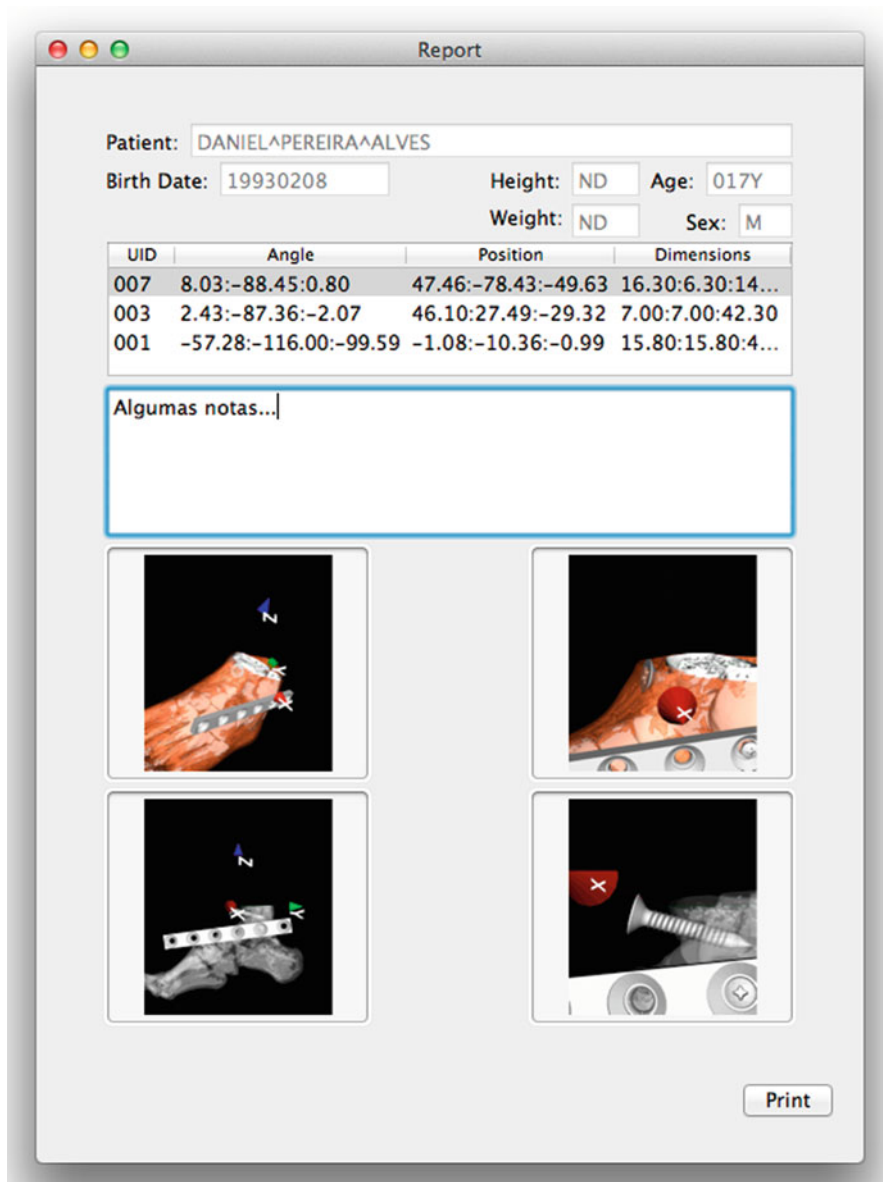 Report
Patient: DANIEL^PEREIRA^ALVES
Birth Date: 19930208 Height: ND Age: 017Y
Weight: ND Sex: M
UID Angle Position Dimensions
007 8.03:-88.45:0.80 47.46:-78.43:-49.63 16.30:6.30:14...
003 2.43:-87.36:-2.07 46.10:27.49:-29.32 7.00:7.00:42.30
001 -57.28:-116.00:-99.59 -1.08:-10.36:-0.99 15.80:15.80:4...
Algumas notas...
Z
Y
X
X
Z
X
Y
X
Print